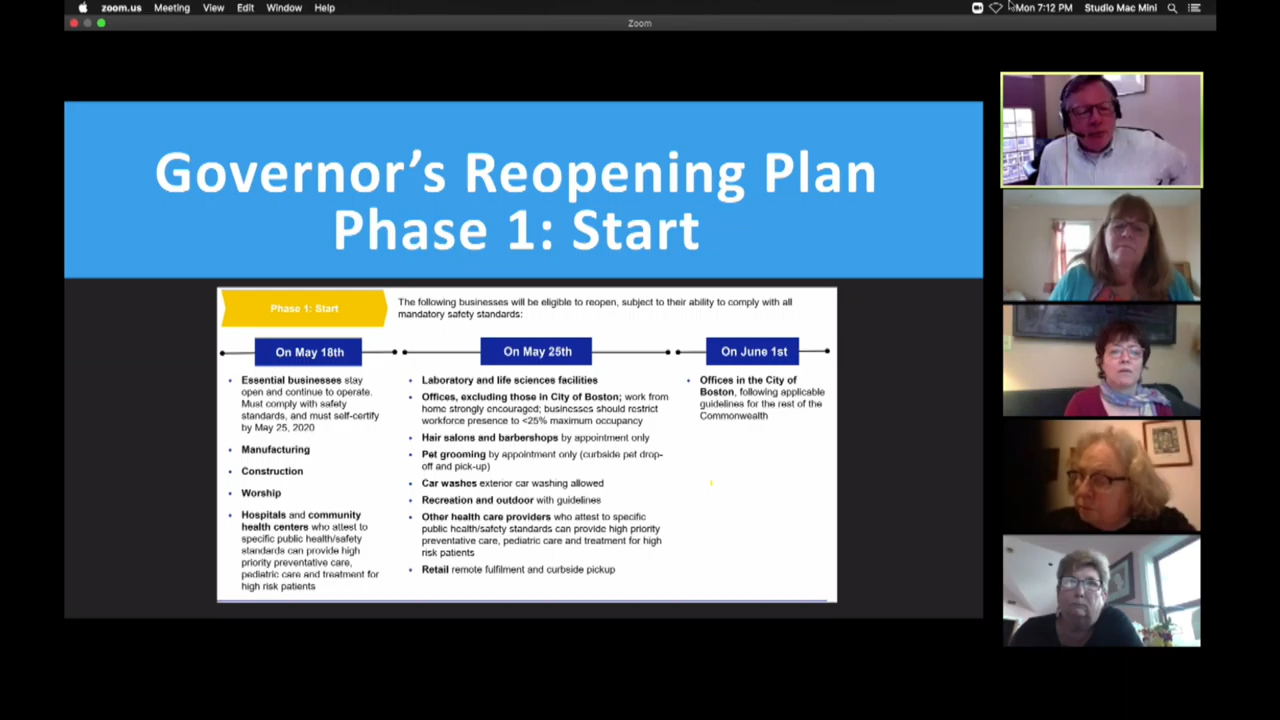 zoom.us Meeting View Edit Window Help Mon 7:12 PM Studio Mac Mini
Zoom
Governor's Reopening Plan
Phase 1: Start
Phase 1: Start
The following businesses will be eligible to reopen, subject to their ability to comply with all
mandatory safety standards:
On May 18th
Essential businesses stay
open and continue to operate.
Must comply with safety
standards, and must self-certify
by May 25, 2020
Manufacturing
Construction
Worship
Hospitals and community
health centers who attest to
specific public health/safety
standards can provide high
priority preventative care,
pediatric care and treatment for
high risk patients
On May 25th
Laboratory and life sciences facilities
Offices, excluding those in City of Boston; work from
home strongly encouraged; businesses should restrict
workforce presence to <25% maximum occupancy
Hair salons and barbershops by appointment only
Pet grooming by appointment only (curbside pet drop-
off and pick-up)
Car washes exterior car washing allowed
Recreation and outdoor with guidelines
Other health care providers who attest to specific
public health/safety standards can provide high priority
preventative care, pediatric care and treatment for high
risk patients
Retail remote fulfilment and curbside pickup
On June 1st
Offices in the City of
Boston, following applicable
guidelines for the rest of the
Commonwealth